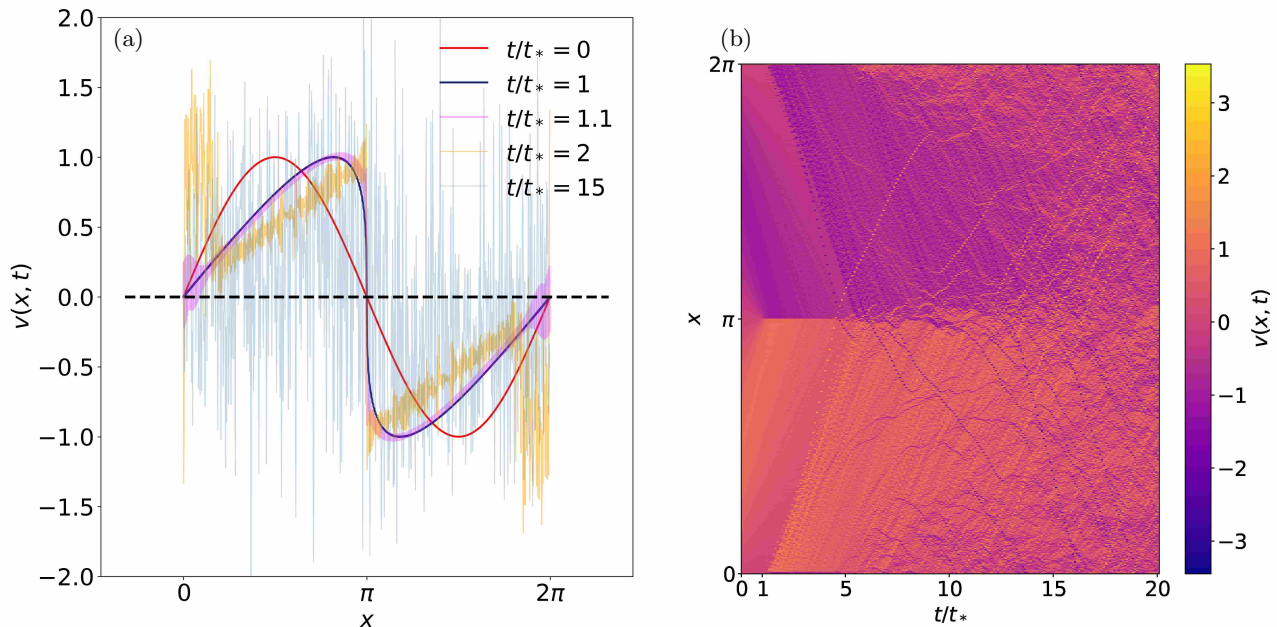 (a)
v(x, t)
2.0
1.5
1.0
0.5
0.0
−0.5
−1.0
−1.5
−2.0
0
π
2π
x
t/t* = 0
t/t* = 1
t/t* = 1.1
t/t* = 2
t/t* = 15
(b)
x
2π
π
0
0
1
5
10
15
20
t/t*
3
2
1
0
−1
−2
−3
v(x, t)